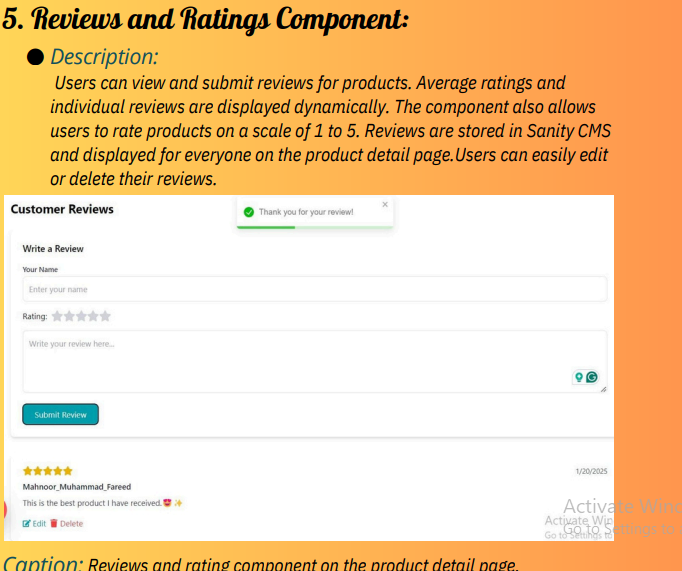 5. Reviews and Ratings Component:
● Description:
Users can view and submit reviews for products. Average ratings and
individual reviews are displayed dynamically. The component also allows
users to rate products on a scale of 1 to 5. Reviews are stored in Sanity CMS
and displayed for everyone on the product detail page.Users can easily edit
or delete their reviews.
Customer Reviews
Thank you for your review!
Write a Review
Your Name
Enter your name
Rating:
Write your review here...
Submit Review
1/20/2025
Mahnoor_Muhammad_Fareed
This is the best product I have received.😍✨
Edit Delete
Activate Win
Go to Settings to
Activate Win
Go to Settings to
Caption: Reviews and rating component on the product detail page.